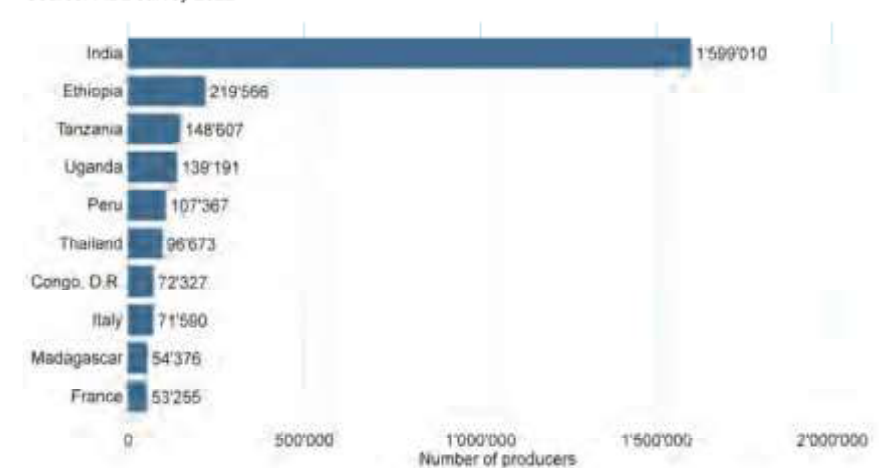 India 1'599'010
Ethiopia 219'566
Tanzania 148'607
Uganda 139'191
Peru 107'367
Thailand 96'673
Congo, D.R. 72'327
Italy 71'590
Madagascar 54'376
France 53'255
0 500'000 1'000'000 1'500'000 2'000'000
Number of producers